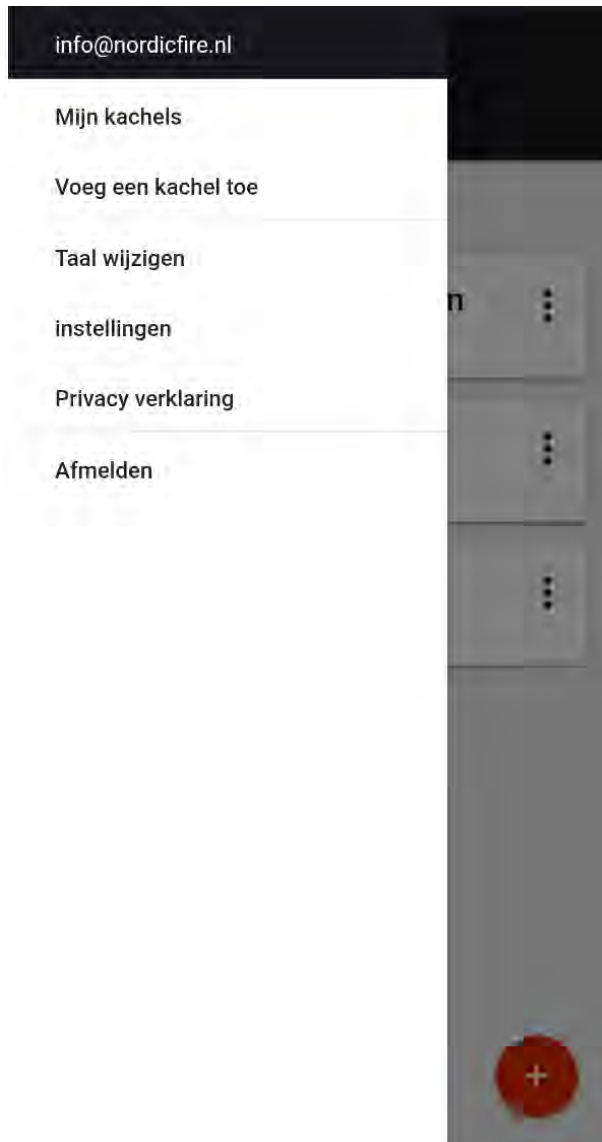 info@nordicfire.nl
Mijn kachels
Voeg een kachel toe
Taal wijzigen
n
instellingen
Privacy verklaring
Afmelden
+